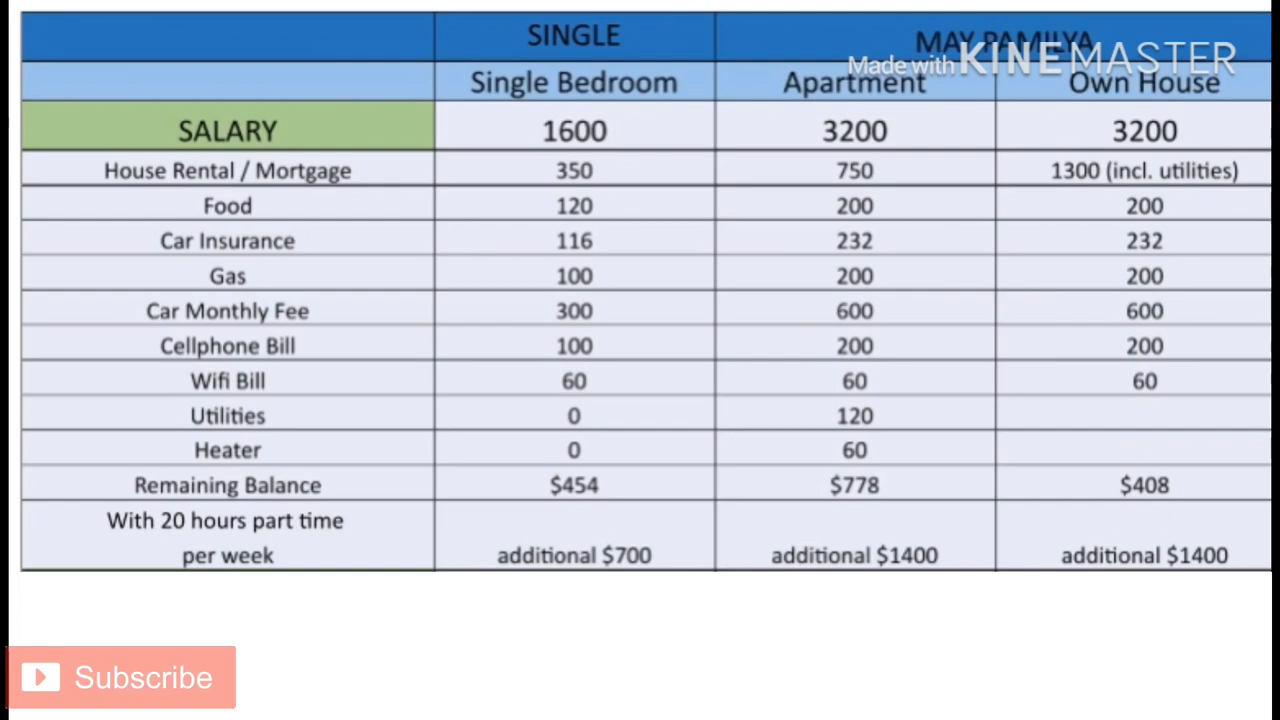 SINGLE MAY PAMILYA
Made with KINEMASTER
Single Bedroom Apartment Own House
SALARY 1600 3200 3200
House Rental / Mortgage 350 750 1300 (incl. utilities)
Food 120 200 200
Car Insurance 116 232 232
Gas 100 200 200
Car Monthly Fee 300 600 600
Cellphone Bill 100 200 200
Wifi Bill 60 60 60
Utilities 0 120
Heater 0 60
Remaining Balance $454 $778 $408
With 20 hours part time
per week additional $700 additional $1400 additional $1400
Subscribe